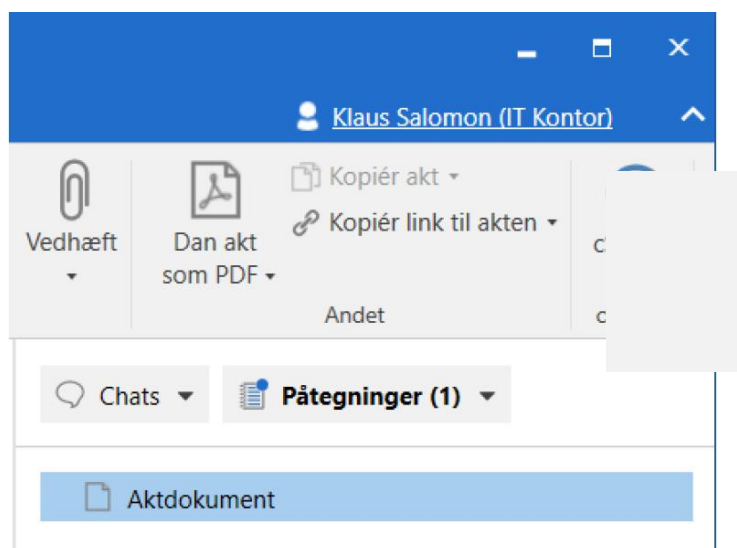 Klaus Salomon (IT Kontor)
Kopiér akt
Kopiér link til akten
Vedhæft
Dan akt
som PDF
Andet
Chats
Påtegninger (1)
Aktdokument